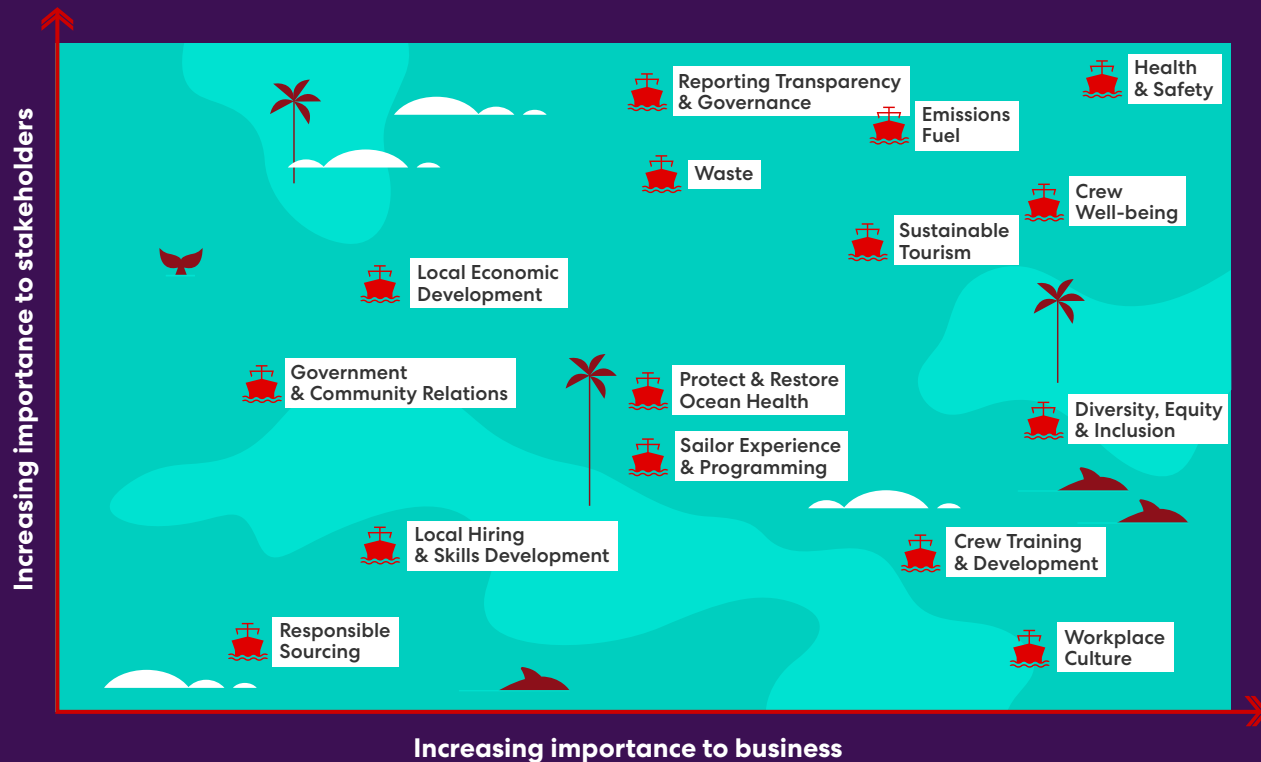 Increasing importance to stakeholders
Reporting Transparency
& Governance
Health
& Safety
Emissions
Fuel
Waste
Crew
Well-being
Sustainable
Tourism
Local Economic
Development
Government
& Community Relations
Protect & Restore
Ocean Health
Diversity, Equity
& Inclusion
Sailor Experience
& Programming
Local Hiring
& Skills Development
Crew Training
& Development
Responsible
Sourcing
Workplace
Culture
Increasing importance to business